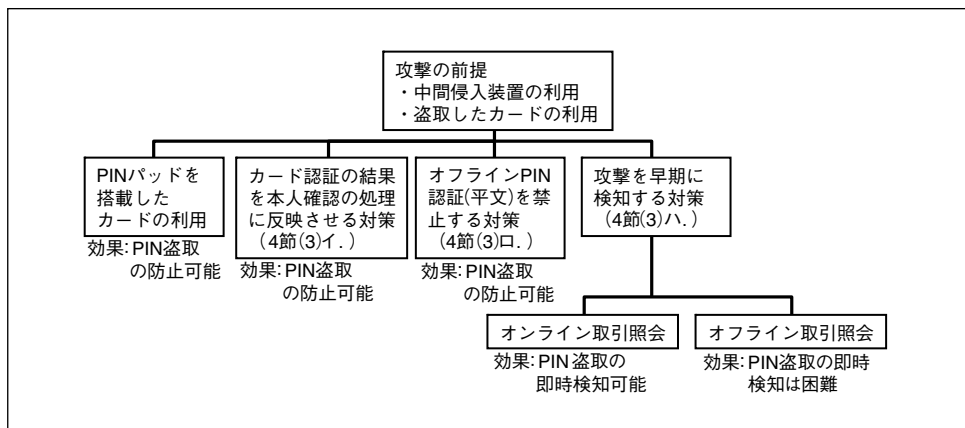 攻撃の前提
・中間侵入装置の利用
・盗取したカードの利用
PINパッドを
搭載した
カードの利用
効果：PIN盗取
の防止可能
カード認証の結果
を本人確認の処理
に反映させる対策
（4節(3)イ．）
効果：PIN盗取
の防止可能
オフラインPIN
認証(平文)を禁
止する対策
（4節(3)ロ．）
効果：PIN盗取
の防止可能
攻撃を早期に
検知する対策
（4節(3)ハ．）
オンライン取引照会
効果：PIN盗取の
即時検知可能
オフライン取引照会
効果：PIN盗取の即時
検知は困難